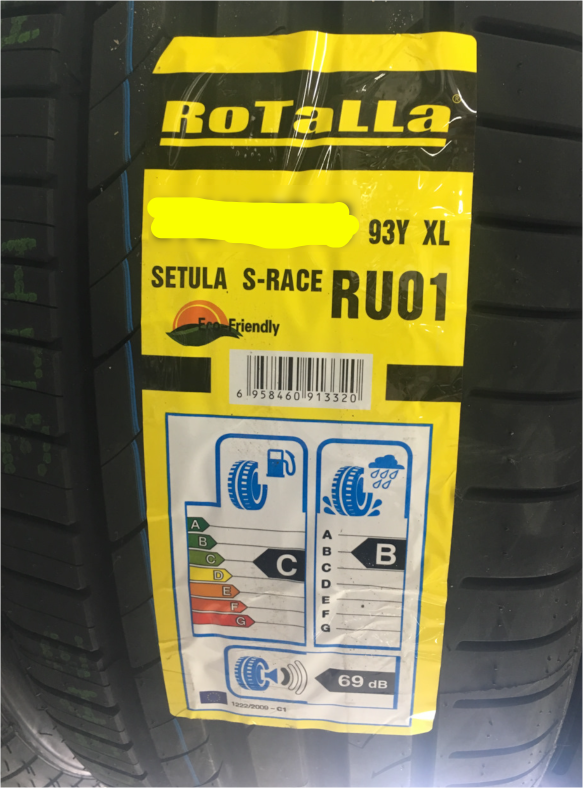 RoTaLLa
93Y XL
SETULA S-RACE RU01
Eco-Friendly
6 958460 913320
A
B
C
D
E
F
G
C
A
B
C
D
E
F
G
B
69 dB
1222/2009 - C1